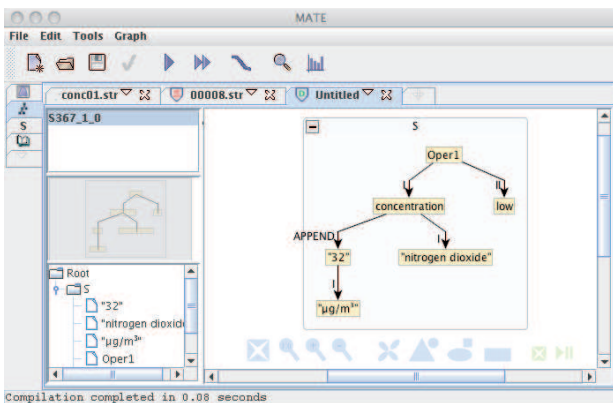 MATE
File Edit Tools Graph
conc01.str 00008.str Untitled
S
S367_1_0
S
Oper1
I II
concentration low
APPEND I
"32" "nitrogen dioxide"
I
"µg/m³"
Root
S
"32"
"nitrogen dioxid
"µg/m³"
Oper1
Compilation completed in 0.08 seconds